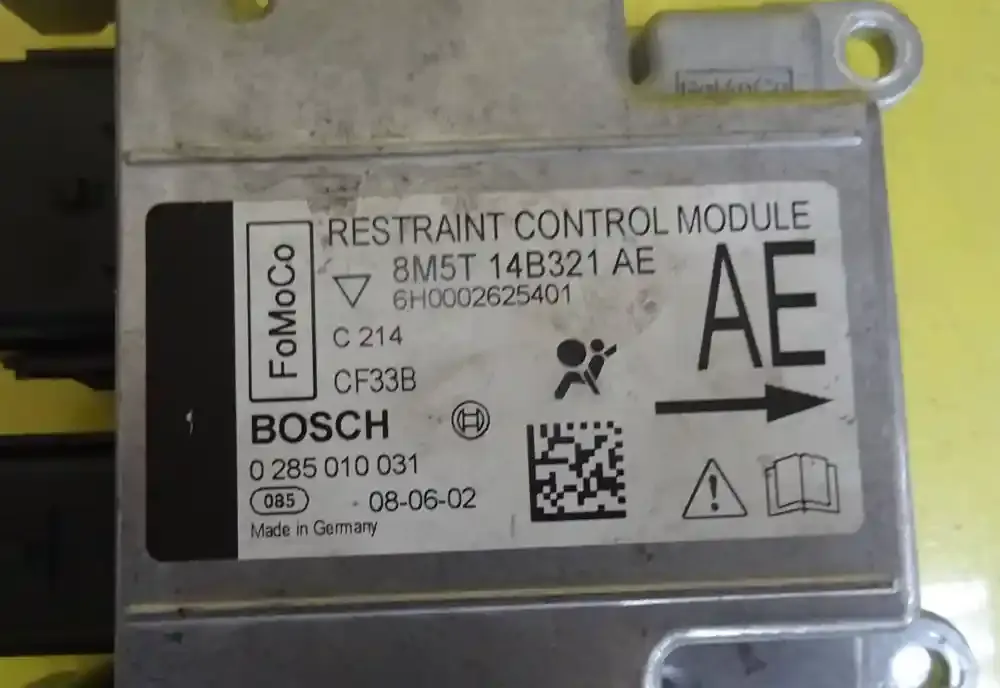 FoMoCo
RESTRAINT CONTROL MODULE
8M5T 14B321 AE
6H0002625401
C 214
CF33B
AE
BOSCH
0 285 010 031
085 08-06-02
Made in Germany
FoMoCo